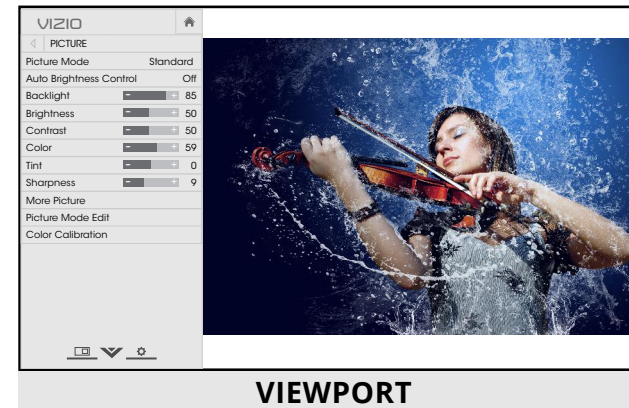 VIZIO
PICTURE
Picture Mode Standard
Auto Brightness Control Off
Backlight - + 85
Brightness - + 50
Contrast - + 50
Color - + 59
Tint - + 0
Sharpness - + 9
More Picture
Picture Mode Edit
Color Calibration
VIEWPORT